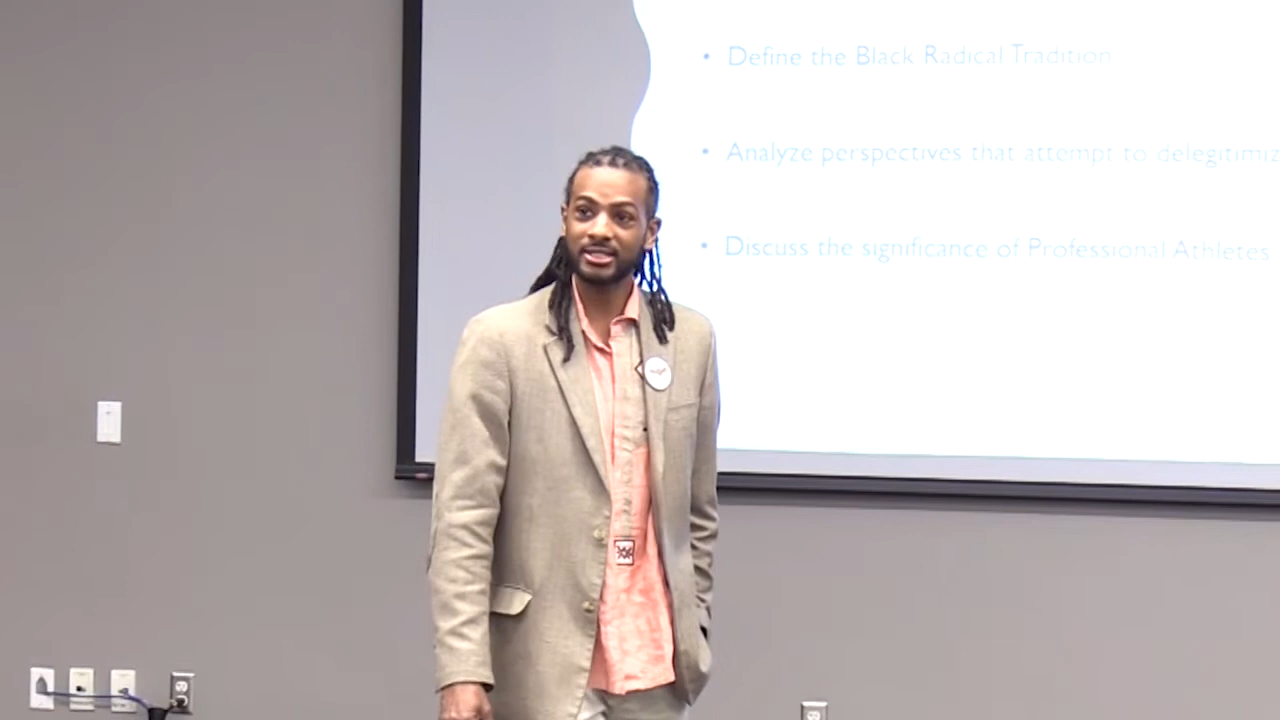 • Define the Black Radical Tradition
• Analyze perspectives that attempt to delegitimiz
• Discuss the significance of Professional Athletes